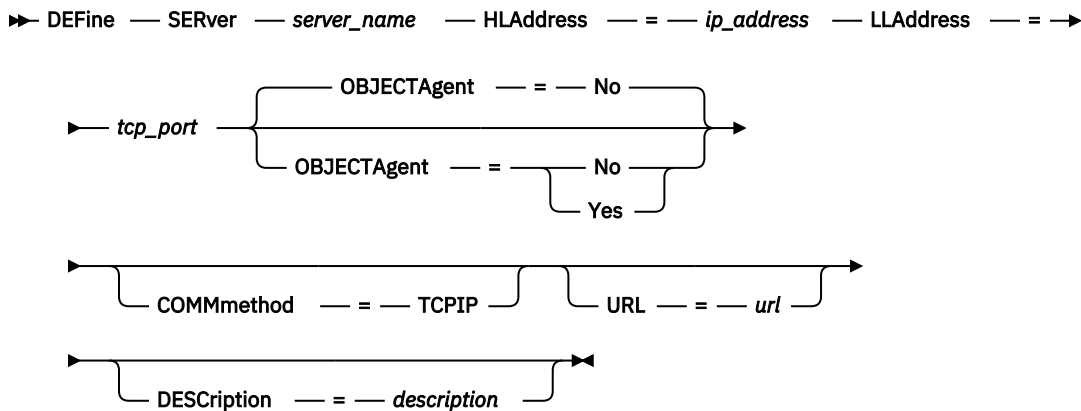 DEFine SERver server_name HLAddress = ip_address LLAddress =
OBJECTAgent = No
tcp_port
OBJECTAgent = No
Yes
COMMmethod = TCPIP URL = url
DESCription = description